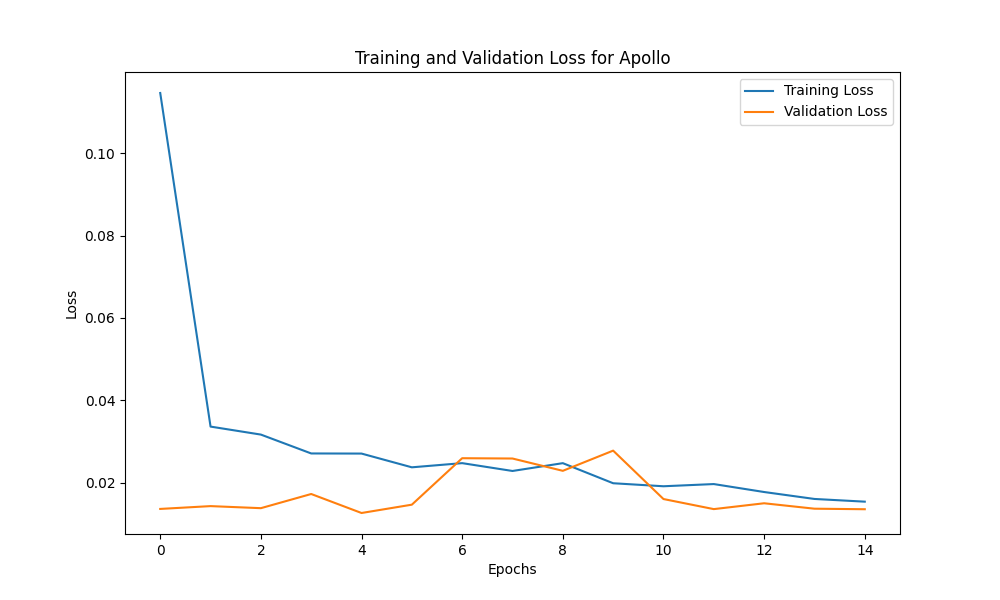 Training and Validation Loss for Apollo
Training Loss
Validation Loss
0.10
0.08
0.06
0.04
0.02
Loss
0 2 4 6 8 10 12 14
Epochs